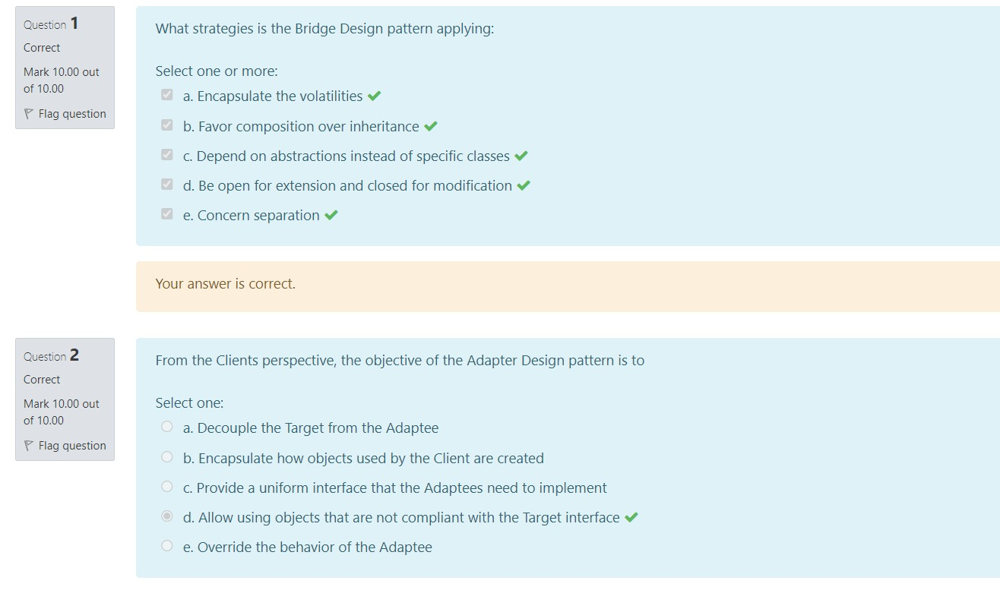 Question 1
Correct
Mark 10.00 out
of 10.00
Flag question
What strategies is the Bridge Design pattern applying:
Select one or more:
a. Encapsulate the volatilities
b. Favor composition over inheritance
c. Depend on abstractions instead of specific classes
d. Be open for extension and closed for modification
e. Concern separation
Your answer is correct.
Question 2
Correct
Mark 10.00 out
of 10.00
Flag question
From the Clients perspective, the objective of the Adapter Design pattern is to
Select one:
a. Decouple the Target from the Adaptee
b. Encapsulate how objects used by the Client are created
c. Provide a uniform interface that the Adaptees need to implement
d. Allow using objects that are not compliant with the Target interface
e. Override the behavior of the Adaptee